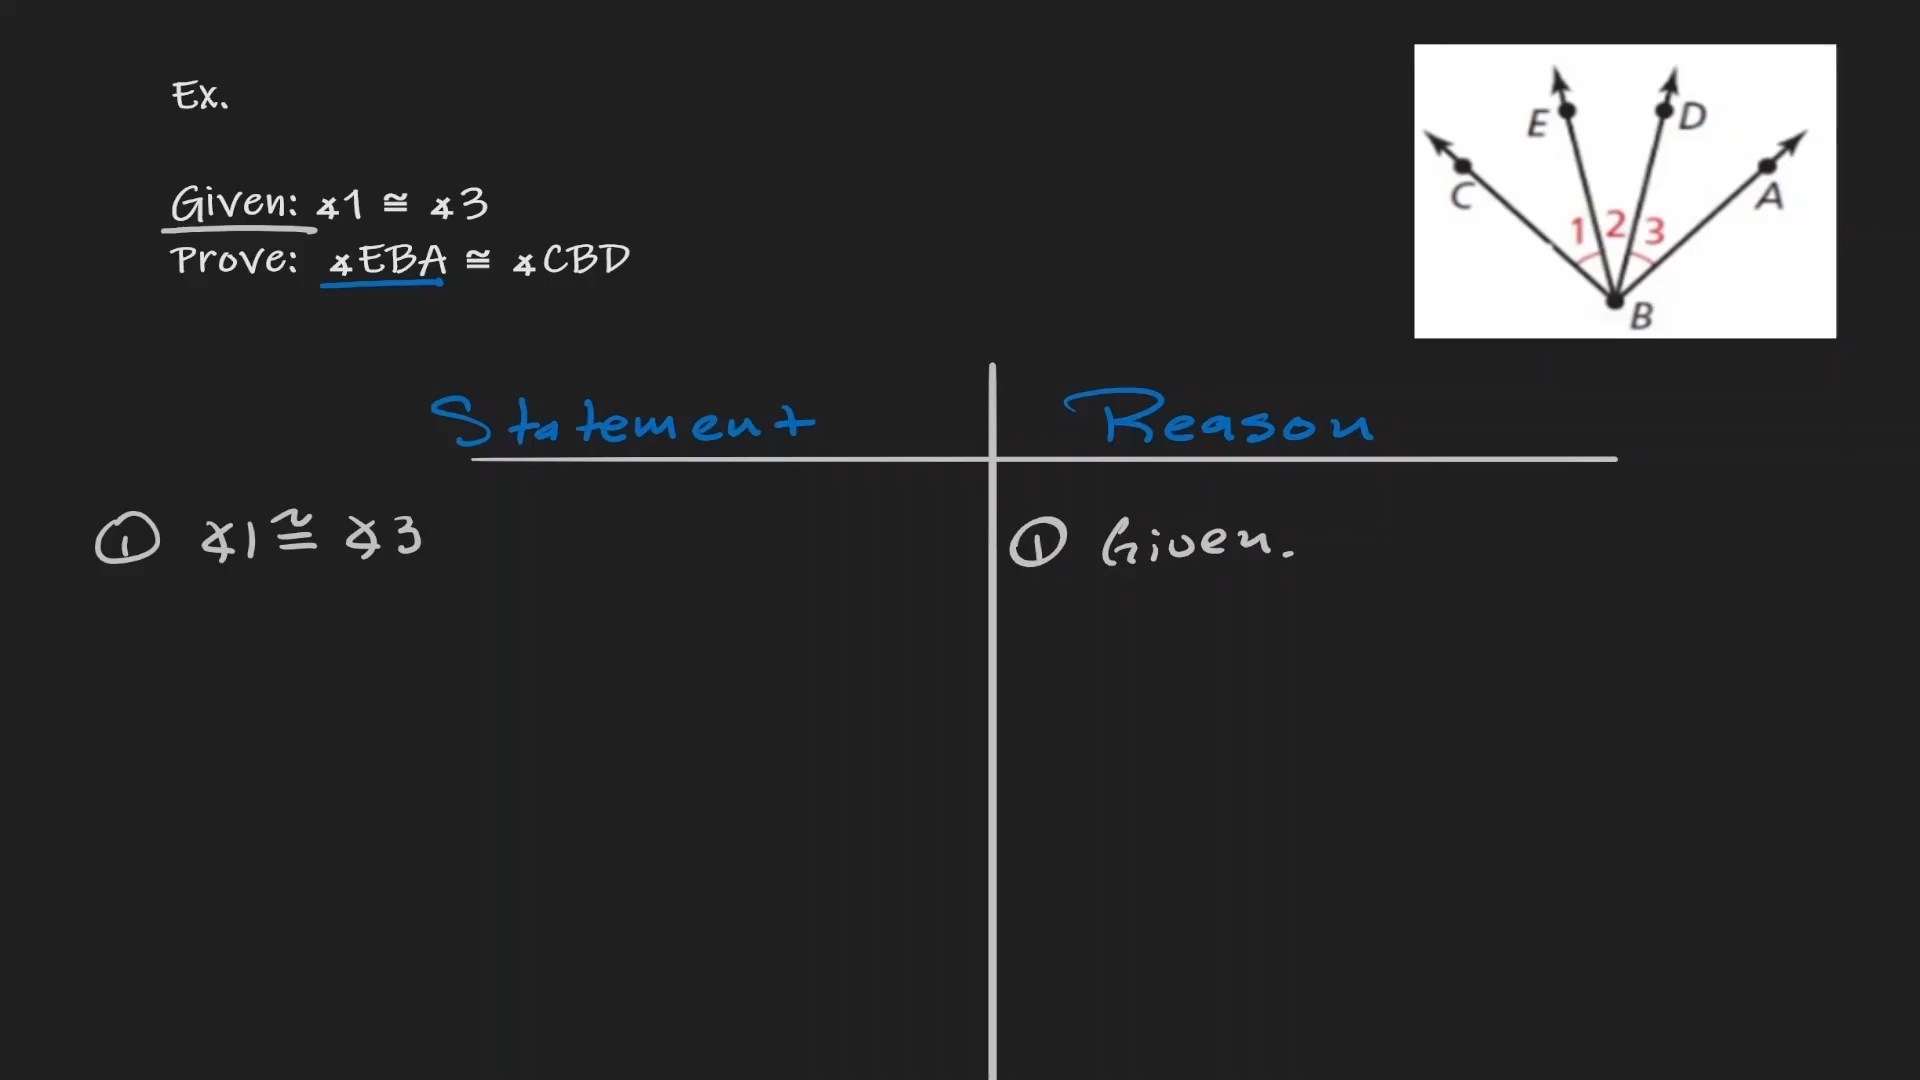 Ex.
Given: ∡1 ≅ ∡3
Prove: ∡EBA ≅ ∡CBD
E D
C A
1 2 3
B
Statement Reason
① ∡1 ≅ ∡3 ① Given.